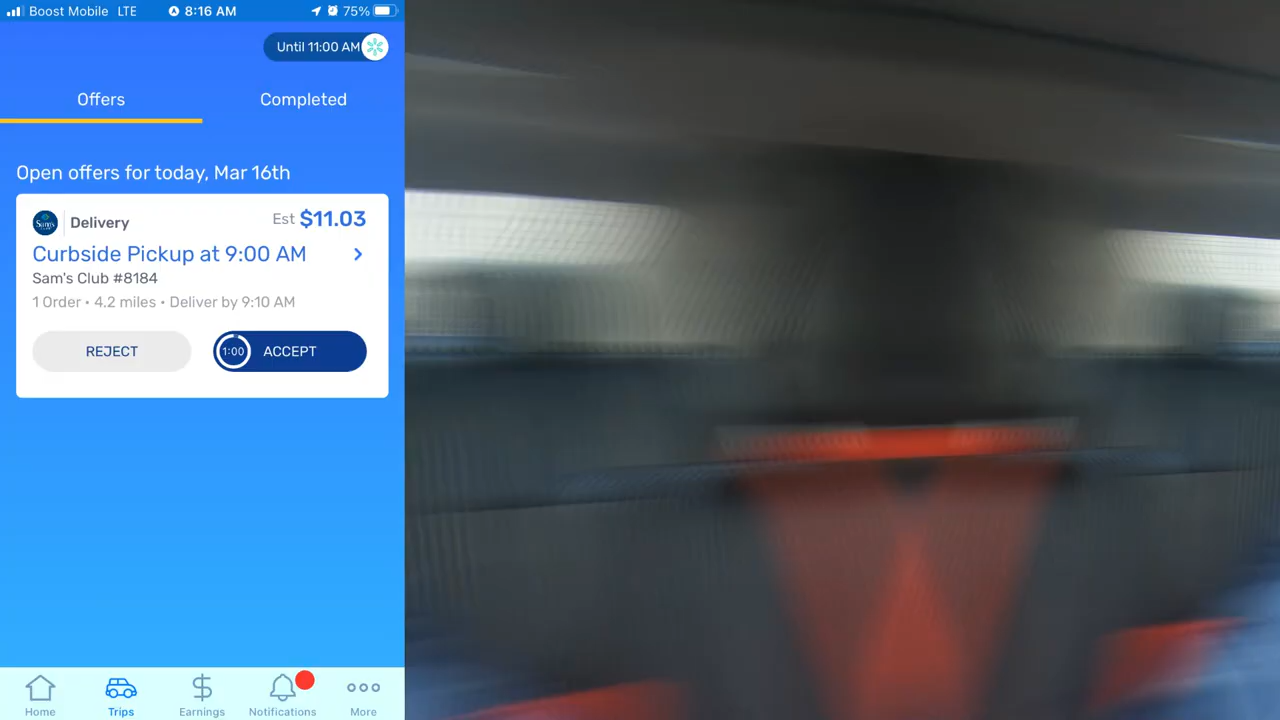 Boost Mobile LTE 8:16 AM 75%
Until 11:00 AM
Offers Completed
Open offers for today, Mar 16th
Sam's Delivery Est $11.03
Curbside Pickup at 9:00 AM
Sam's Club #8184
1 Order • 4.2 miles • Deliver by 9:10 AM
REJECT 1:00 ACCEPT
Home Trips Earnings Notifications More